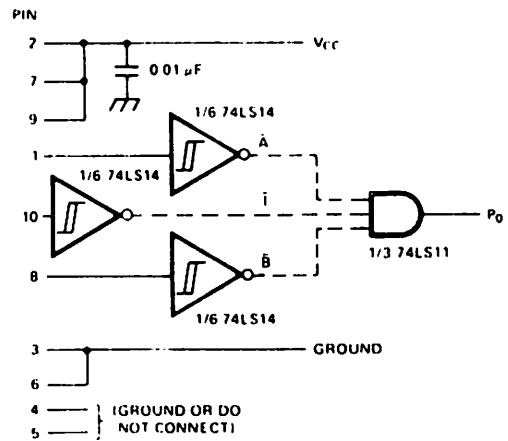 PIN
2
VCC
0.01 µF
7
9
1/6 74LS14
1
Ā
1/6 74LS14
10
Ī
P0
1/3 74LS11
8
B̄
1/6 74LS14
3
GROUND
6
4
(GROUND OR DO
5
NOT CONNECT)